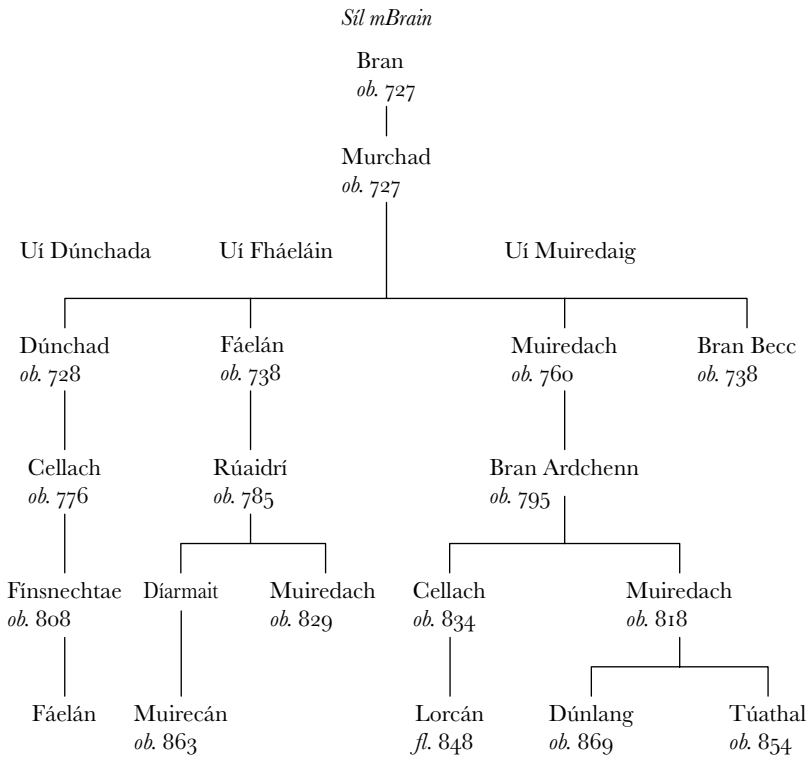 Síl mBrain
Bran
ob. 727
Murchad
ob. 727
Uí Dúnchada Uí Fháeláin Uí Muiredaig
Dúnchad Fáelán Muiredach Bran Becc
ob. 728 ob. 738 ob. 760 ob. 738
Cellach Rúaidrí Bran Ardchenn
ob. 776 ob. 785 ob. 795
Fínsnechtae Díarmait Muiredach Cellach Muiredach
ob. 808 ob. 829 ob. 834 ob. 818
Fáelán Muirecán Lorcán Dúnlang Túathal
ob. 863 fl. 848 ob. 869 ob. 854